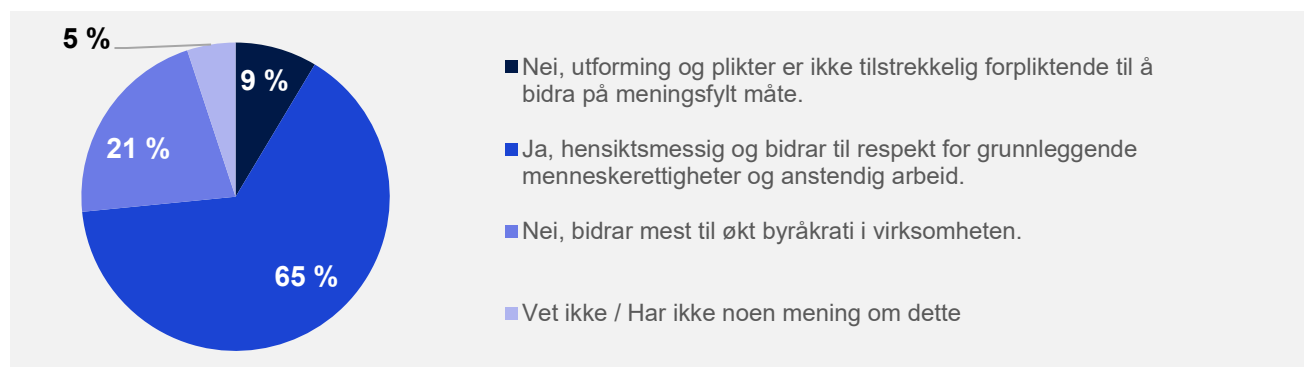 5 %
9 %
21 %
65 %
Nei, utforming og plikter er ikke tilstrekkelig forpliktende til å
bidra på meningsfylt måte.
Ja, hensiktsmessig og bidrar til respekt for grunnleggende
menneskerettigheter og anstendig arbeid.
Nei, bidrar mest til økt byråkrati i virksomheten.
Vet ikke / Har ikke noen mening om dette